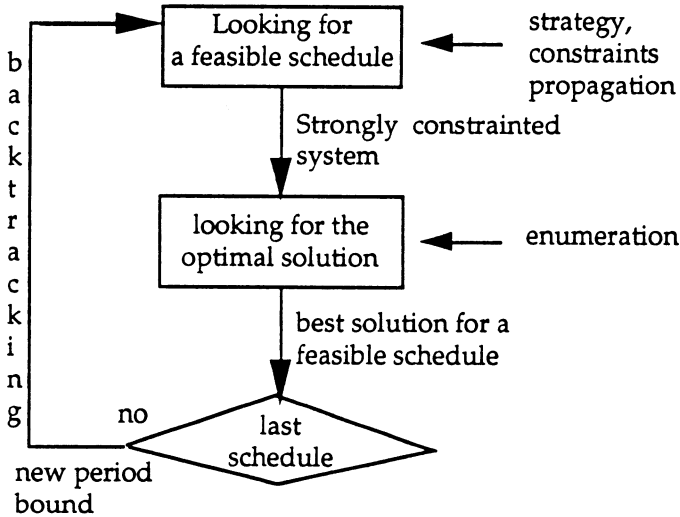 Looking for
a feasible schedule
strategy,
constraints
propagation
backtracking
Strongly constrainted
system
looking for the
optimal solution
enumeration
best solution for a
feasible schedule
no
last
schedule
new period
bound